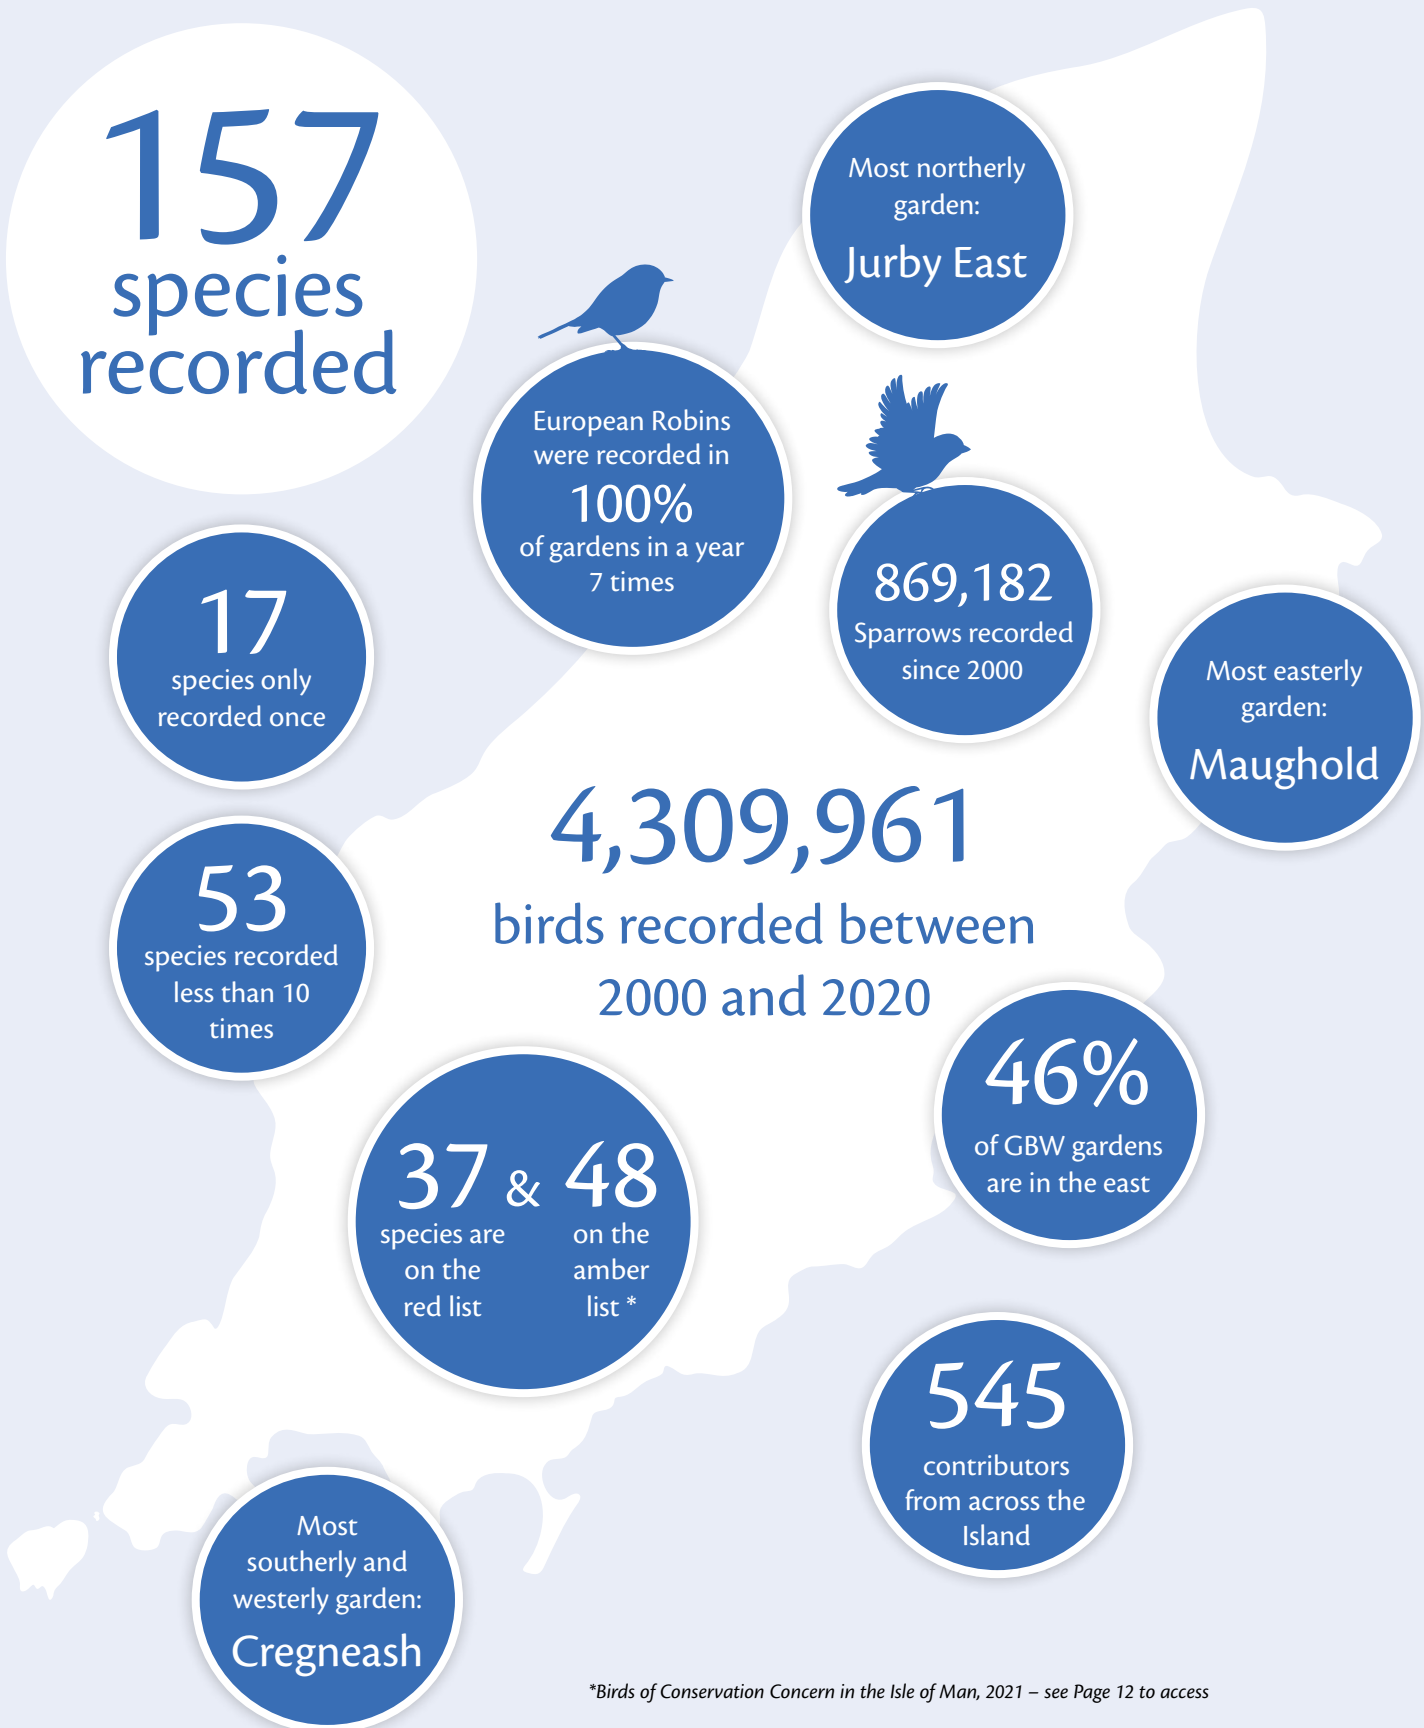 157
species
recorded
Most northerly
garden:
Jurby East
European Robins
were recorded in
100%
of gardens in a year
7 times
869,182
Sparrows recorded
since 2000
17
species only
recorded once
Most easterly
garden:
Maughold
4,309,961
birds recorded between
2000 and 2020
53
species recorded
less than 10
times
46%
of GBW gardens
are in the east
37 & 48
species are
on the
red list
on the
amber
list *
545
contributors
from across the
Island
Most
southerly and
westerly garden:
Cregneash
*Birds of Conservation Concern in the Isle of Man, 2021 – see Page 12 to access